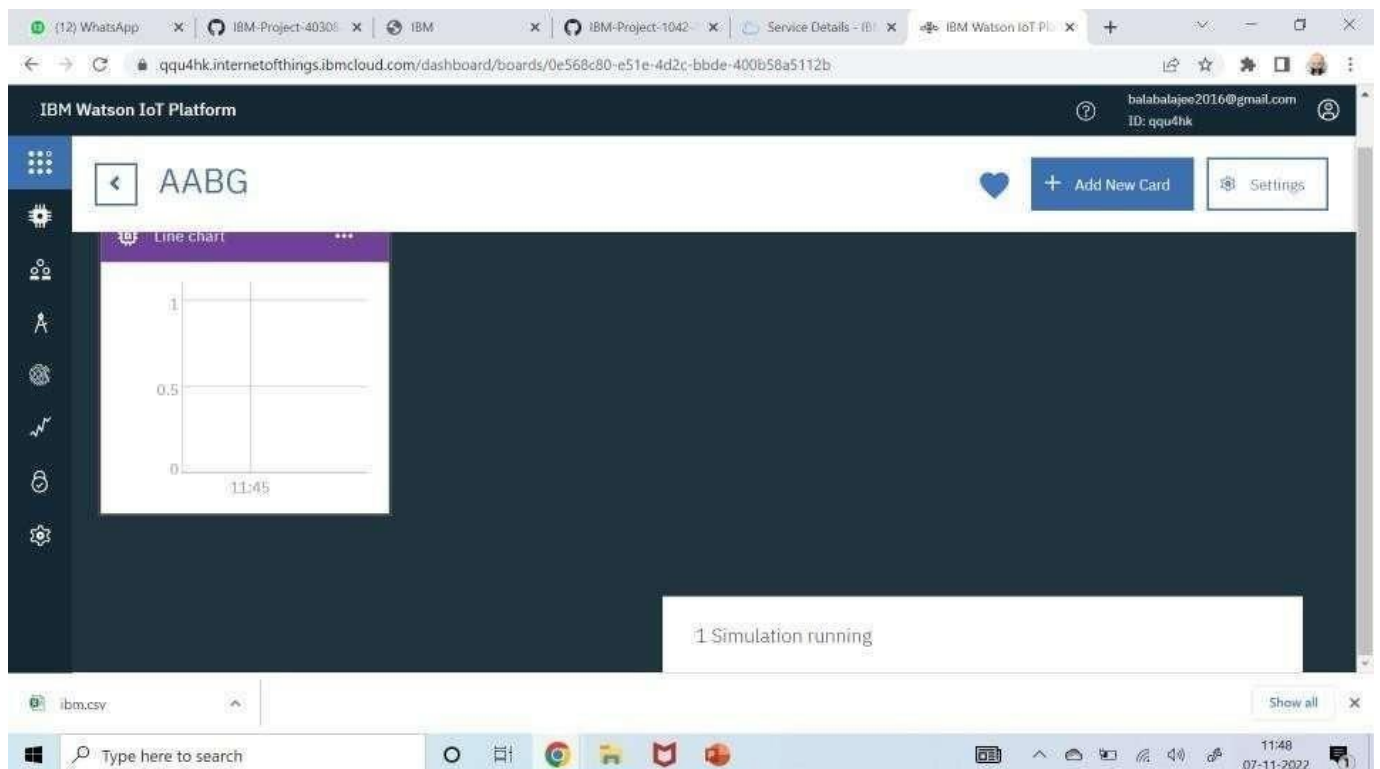 (12) WhatsApp
IBM-Project-40308
IBM
IBM-Project-1042-
Service Details - IB
IBM Watson IoT Pl
qqu4hk.internetofthings.ibmcloud.com/dashboard/boards/0e568c80-e51e-4d2c-bbde-400b58a5112b
IBM Watson IoT Platform
balabalajee2016@gmail.com
ID: qqu4hk
AABG
+ Add New Card
Settings
Line chart
1
0.5
0
11:45
1 Simulation running
ibm.csv
Show all
Type here to search
11:48
07-11-2022
1